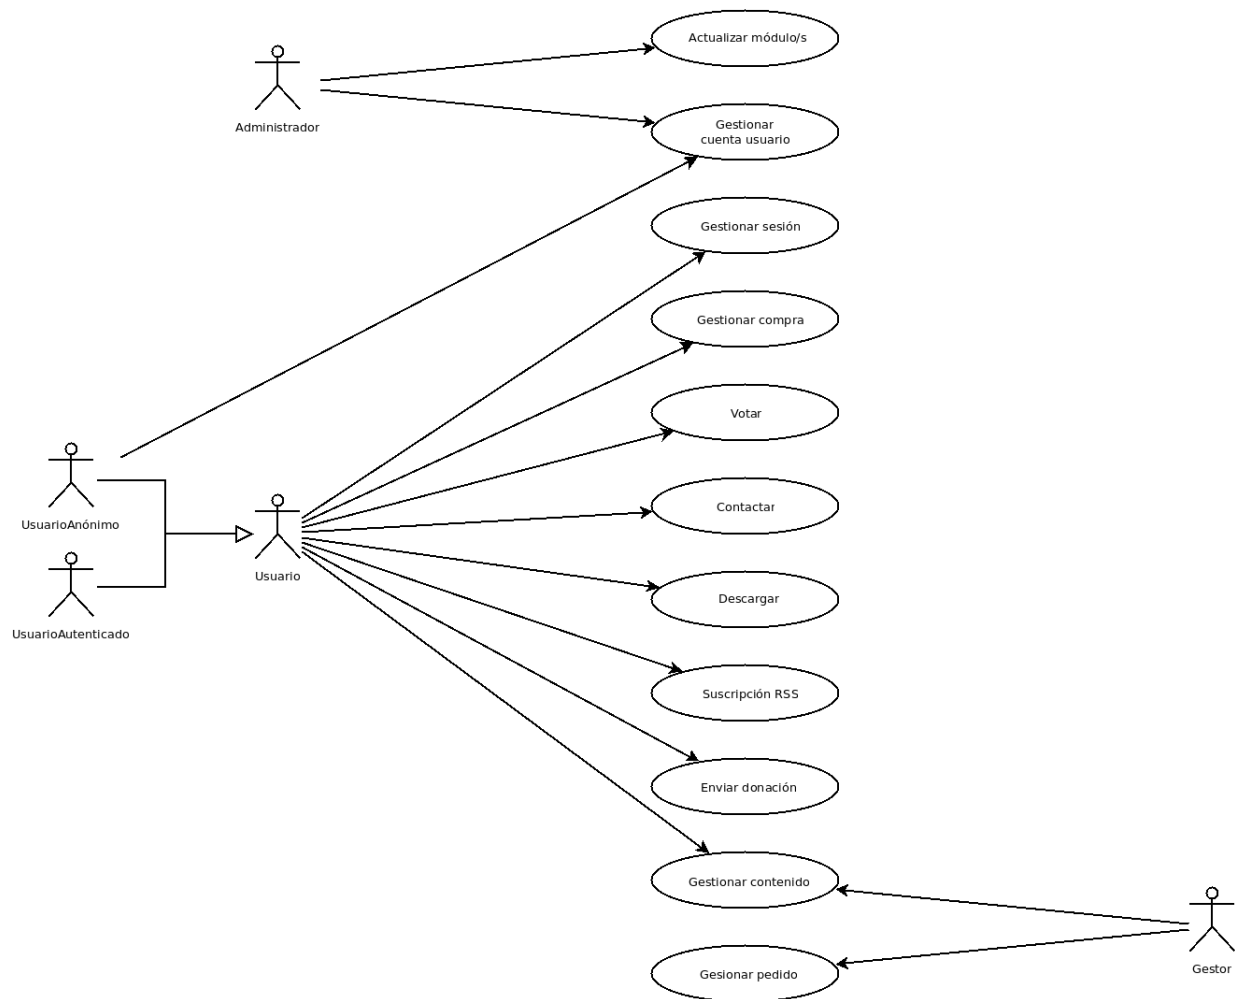 Actualizar módulo/s
Administrador
Gestionar
cuenta usuario
Gestionar sesión
Gestionar compra
Votar
Contactar
UsuarioAnónimo
Usuario
Descargar
UsuarioAutenticado
Suscripción RSS
Enviar donación
Gestionar contenido
Gestor
Gesionar pedido